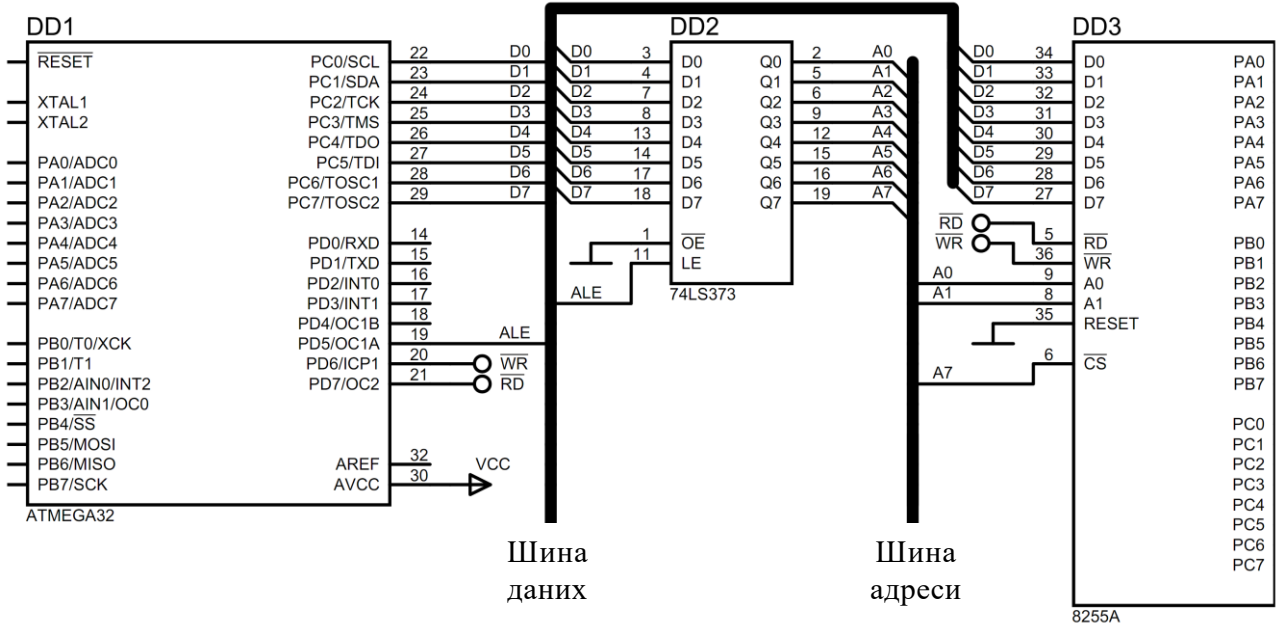 DD1
RESET
XTAL1
XTAL2
PA0/ADC0
PA1/ADC1
PA2/ADC2
PA3/ADC3
PA4/ADC4
PA5/ADC5
PA6/ADC6
PA7/ADC7
PB0/T0/XCK
PB1/T1
PB2/AIN0/INT2
PB3/AIN1/OC0
PB4/SS
PB5/MOSI
PB6/MISO
PB7/SCK
PC0/SCL 22 D0
PC1/SDA 23 D1
PC2/TCK 24 D2
PC3/TMS 25 D3
PC4/TDO 26 D4
PC5/TDI 27 D5
PC6/TOSC1 28 D6
PC7/TOSC2 29 D7
PD0/RXD 14
PD1/TXD 15
PD2/INT0 16
PD3/INT1 17
PD4/OC1B 18
PD5/OC1A 19 ALE
PD6/ICP1 20 WR
PD7/OC2 21 RD
AREF 32
AVCC 30 VCC
ATMEGA32
DD2
D0 3 D0 Q0 2 A0
D1 4 D1 Q1 5 A1
D2 7 D2 Q2 6 A2
D3 8 D3 Q3 9 A3
D4 13 D4 Q4 12 A4
D5 14 D5 Q5 15 A5
D6 17 D6 Q6 16 A6
D7 18 D7 Q7 19 A7
1 OE
ALE 11 LE
74LS373
DD3
D0 34 D0
D1 33 D1
D2 32 D2
D3 31 D3
D4 30 D4
D5 29 D5
D6 28 D6
D7 27 D7
RD 5 RD
WR 36 WR
A0 9 A0
A1 8 A1
35 RESET
A7 6 CS
PA0
PA1
PA2
PA3
PA4
PA5
PA6
PA7
PB0
PB1
PB2
PB3
PB4
PB5
PB6
PB7
PC0
PC1
PC2
PC3
PC4
PC5
PC6
PC7
8255A
Шина
даних
Шина
адреси